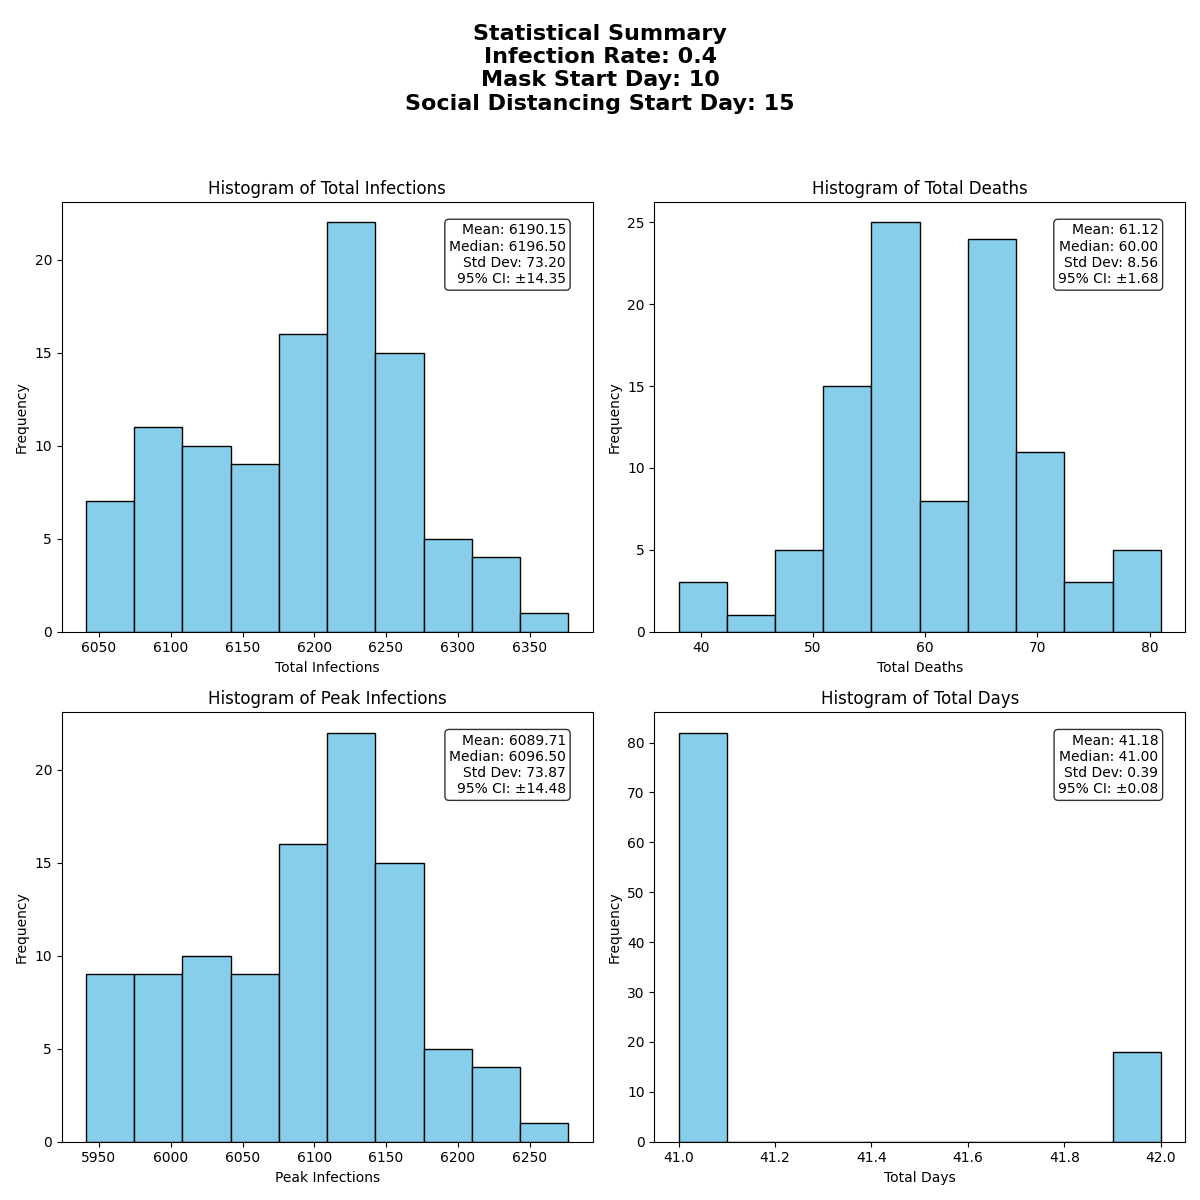 Statistical Summary
Infection Rate: 0.4
Mask Start Day: 10
Social Distancing Start Day: 15
Histogram of Total Infections
Mean: 6190.15
Median: 6196.50
Std Dev: 73.20
95% CI: ±14.35
Frequency
0
5
10
15
20
6050
6100
6150
6200
6250
6300
6350
Total Infections
Histogram of Total Deaths
Mean: 61.12
Median: 60.00
Std Dev: 8.56
95% CI: ±1.68
Frequency
0
5
10
15
20
25
40
50
60
70
80
Total Deaths
Histogram of Peak Infections
Mean: 6089.71
Median: 6096.50
Std Dev: 73.87
95% CI: ±14.48
Frequency
0
5
10
15
20
5950
6000
6050
6100
6150
6200
6250
Peak Infections
Histogram of Total Days
Mean: 41.18
Median: 41.00
Std Dev: 0.39
95% CI: ±0.08
Frequency
0
10
20
30
40
50
60
70
80
41.0
41.2
41.4
41.6
41.8
42.0
Total Days